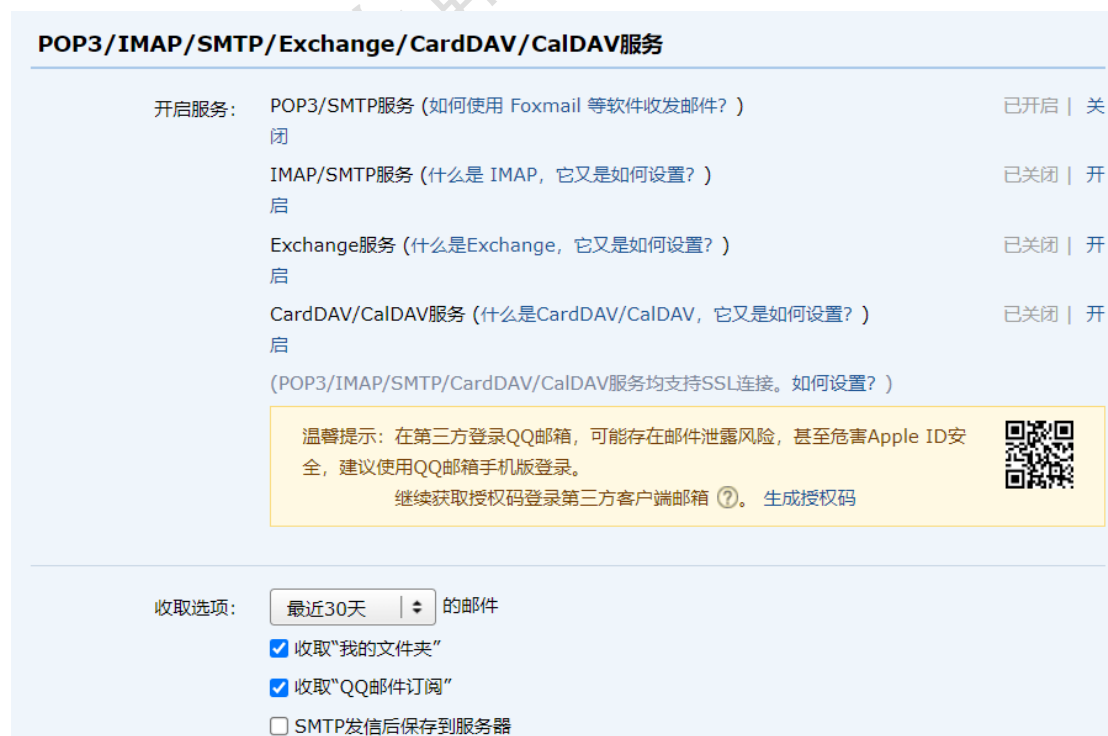 POP3/IMAP/SMTP/Exchange/CardDAV/CalDAV服务
开启服务： POP3/SMTP服务 (如何使用 Foxmail 等软件收发邮件？) 已开启 | 关
闭
IMAP/SMTP服务 (什么是 IMAP，它又是如何设置？) 已关闭 | 开
启
Exchange服务 (什么是Exchange，它又是如何设置？) 已关闭 | 开
启
CardDAV/CalDAV服务 (什么是CardDAV/CalDAV，它又是如何设置？) 已关闭 | 开
启
(POP3/IMAP/SMTP/CardDAV/CalDAV服务均支持SSL连接。如何设置？)
温馨提示：在第三方登录QQ邮箱，可能存在邮件泄露风险，甚至危害Apple ID安
全，建议使用QQ邮箱手机版登录。
继续获取授权码登录第三方客户端邮箱 ?。 生成授权码
收取选项： 最近30天 的邮件
收取“我的文件夹”
收取“QQ邮件订阅”
SMTP发信后保存到服务器